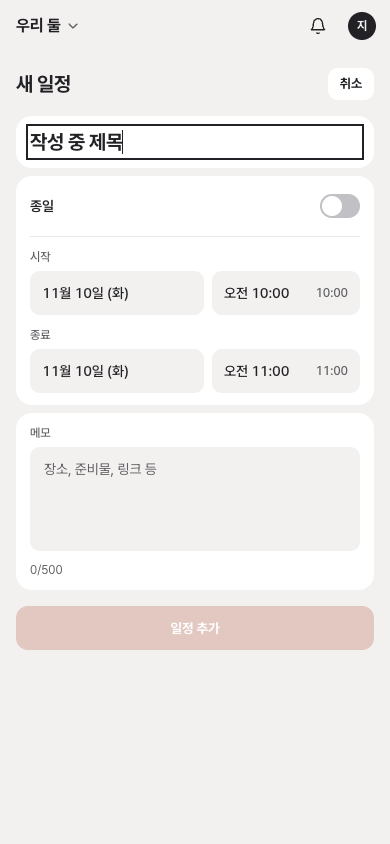 우리 둘
지
새 일정
취소
작성 중 제목
종일
시작
11월 10일 (화)
오전 10:00 10:00
종료
11월 10일 (화)
오전 11:00 11:00
메모
장소, 준비물, 링크 등
0/500
일정 추가